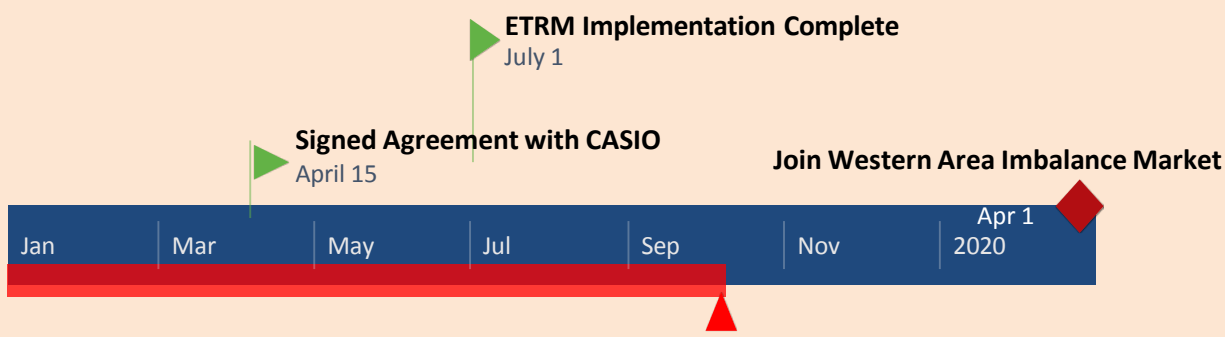 ETRM Implementation Complete
July 1
Signed Agreement with CASIO
April 15
Join Western Area Imbalance Market
Apr 1
Jan Mar May Jul Sep Nov 2020